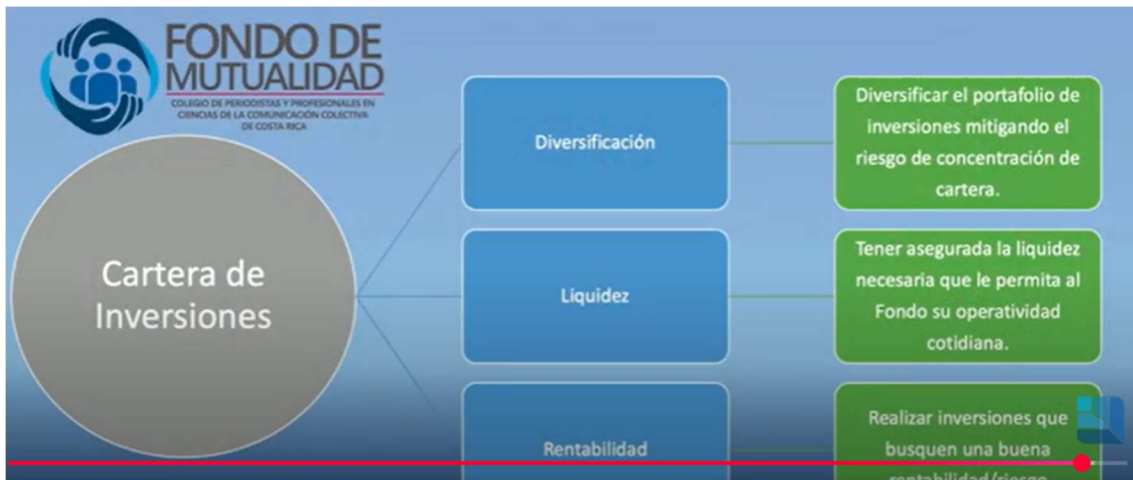 FONDO DE
MUTUALIDAD
COLEGIO DE PERIODISTAS Y PROFESIONALES EN
CIENCIAS DE LA COMUNICACIÓN COLECTIVA
DE COSTA RICA
Cartera de
Inversiones
Diversificación
Diversificar el portafolio de
inversiones mitigando el
riesgo de concentración de
cartera.
Liquidez
Tener asegurada la liquidez
necesaria que le permita al
Fondo su operatividad
cotidiana.
Rentabilidad
Realizar inversiones que
busquen una buena
rentabilidad/riesgo